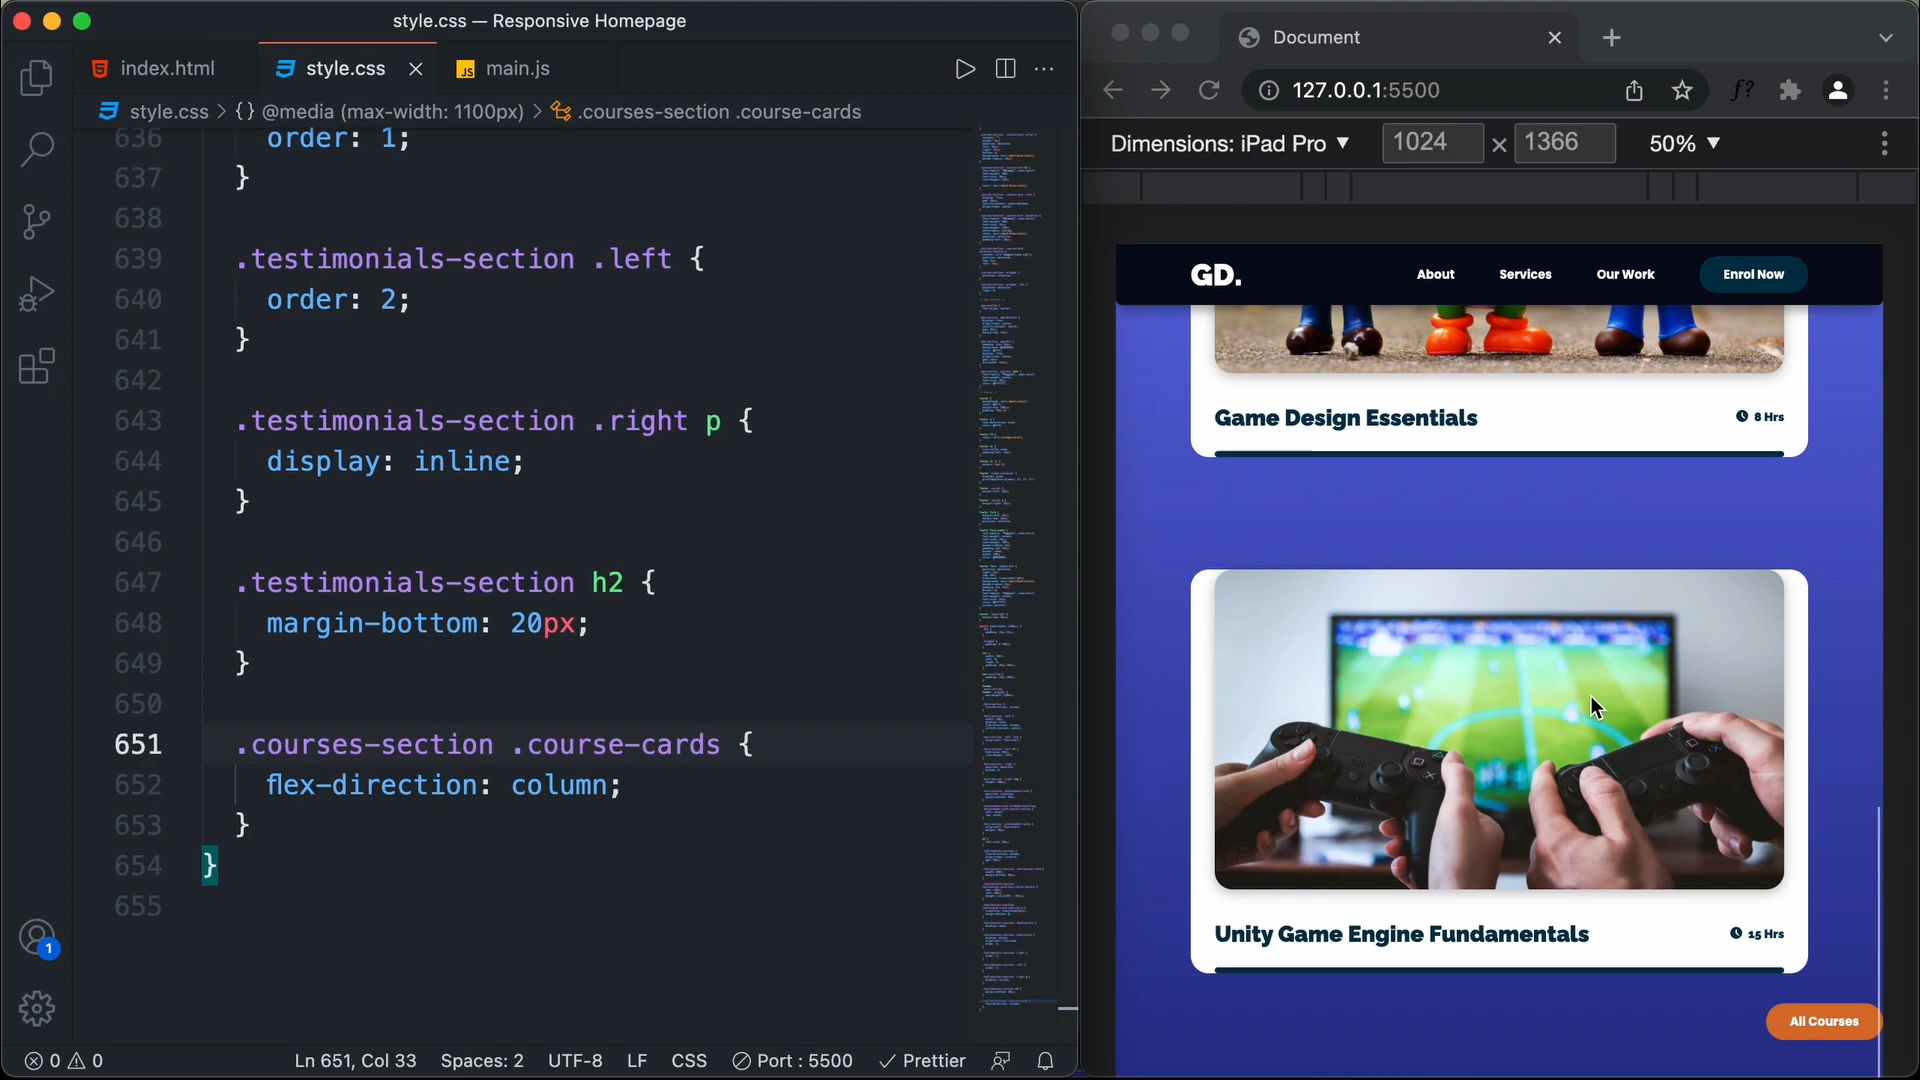 style.css — Responsive Homepage
index.html
style.css
JS main.js
style.css > {} @media (max-width: 1100px) > .courses-section .course-cards
636 order: 1;
637 }
638
639 .testimonials-section .left {
640 order: 2;
641 }
642
643 .testimonials-section .right p {
644 display: inline;
645 }
646
647 .testimonials-section h2 {
648 margin-bottom: 20px;
649 }
650
651 .courses-section .course-cards {
652 flex-direction: column;
653 }
654 }
655
1
0 0 Ln 651, Col 33 Spaces: 2 UTF-8 LF CSS Port : 5500 Prettier
Document
127.0.0.1:5500
f?
Dimensions: iPad Pro 1024 × 1366 50%
GD. About Services Our Work Enrol Now
Game Design Essentials 8 Hrs
Unity Game Engine Fundamentals 15 Hrs
All Courses